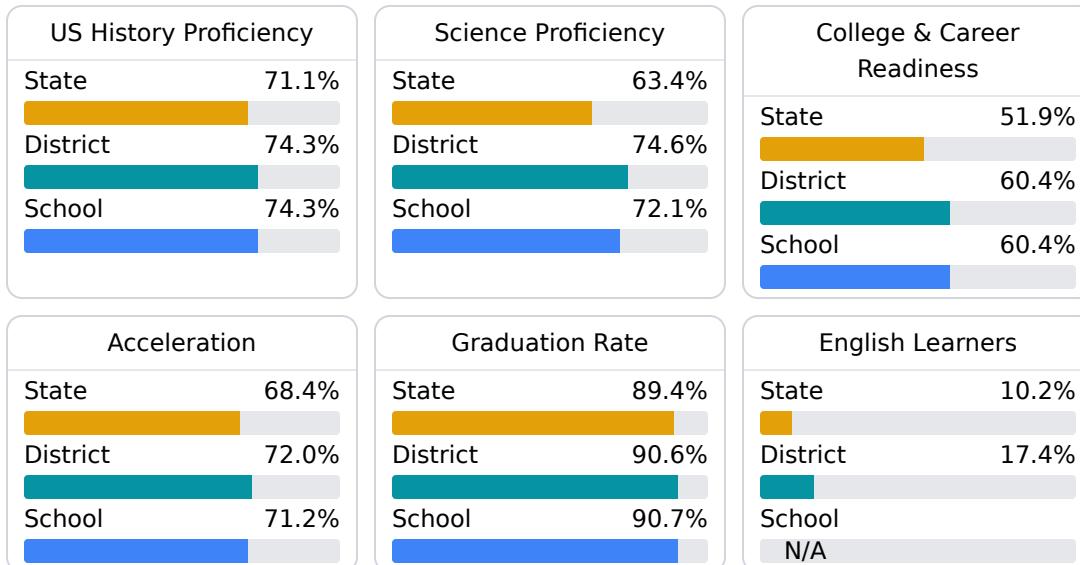 US History Proficiency
State 71.1%
District 74.3%
School 74.3%
Science Proficiency
State 63.4%
District 74.6%
School 72.1%
College & Career
Readiness
State 51.9%
District 60.4%
School 60.4%
Acceleration
State 68.4%
District 72.0%
School 71.2%
Graduation Rate
State 89.4%
District 90.6%
School 90.7%
English Learners
State 10.2%
District 17.4%
School
N/A